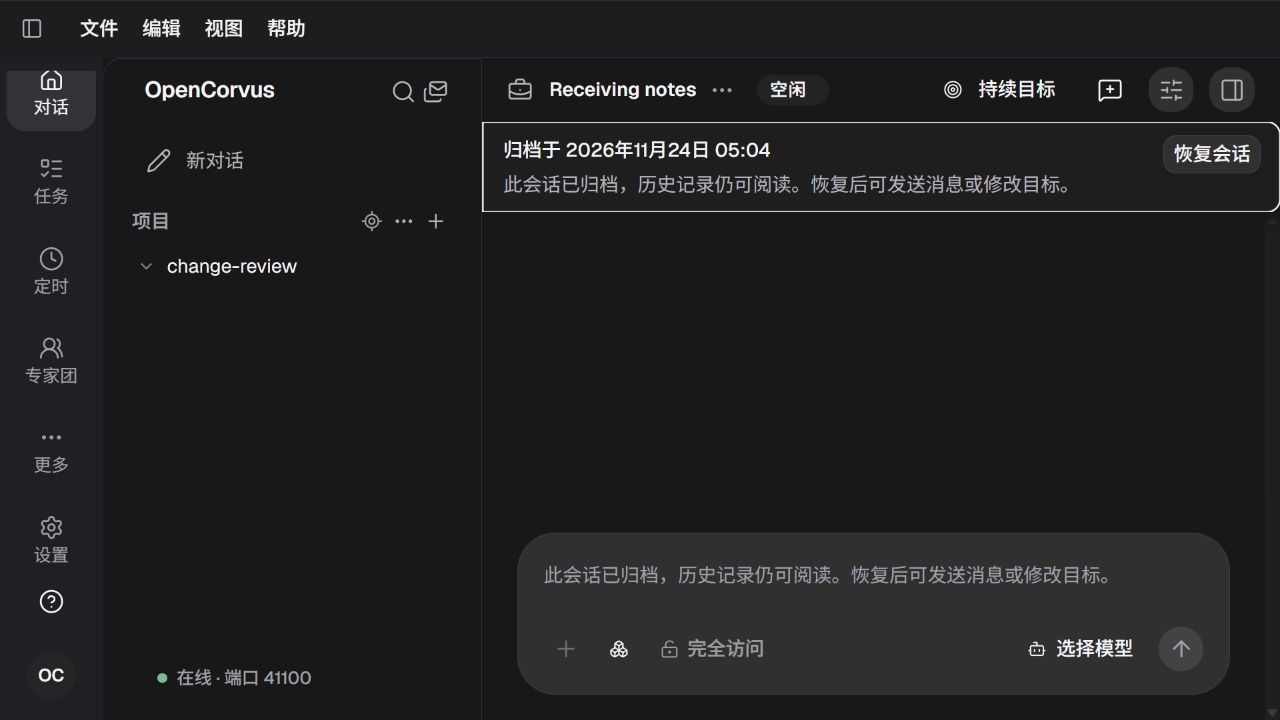 文件 编辑 视图 帮助
对话
任务
定时
专家团
更多
设置
OC
OpenCorvus
新对话
项目
change-review
在线 · 端口 41100
Receiving notes
空闲
持续目标
归档于 2026年11月24日 05:04
此会话已归档，历史记录仍可阅读。恢复后可发送消息或修改目标。
恢复会话
此会话已归档，历史记录仍可阅读。恢复后可发送消息或修改目标。
完全访问
选择模型